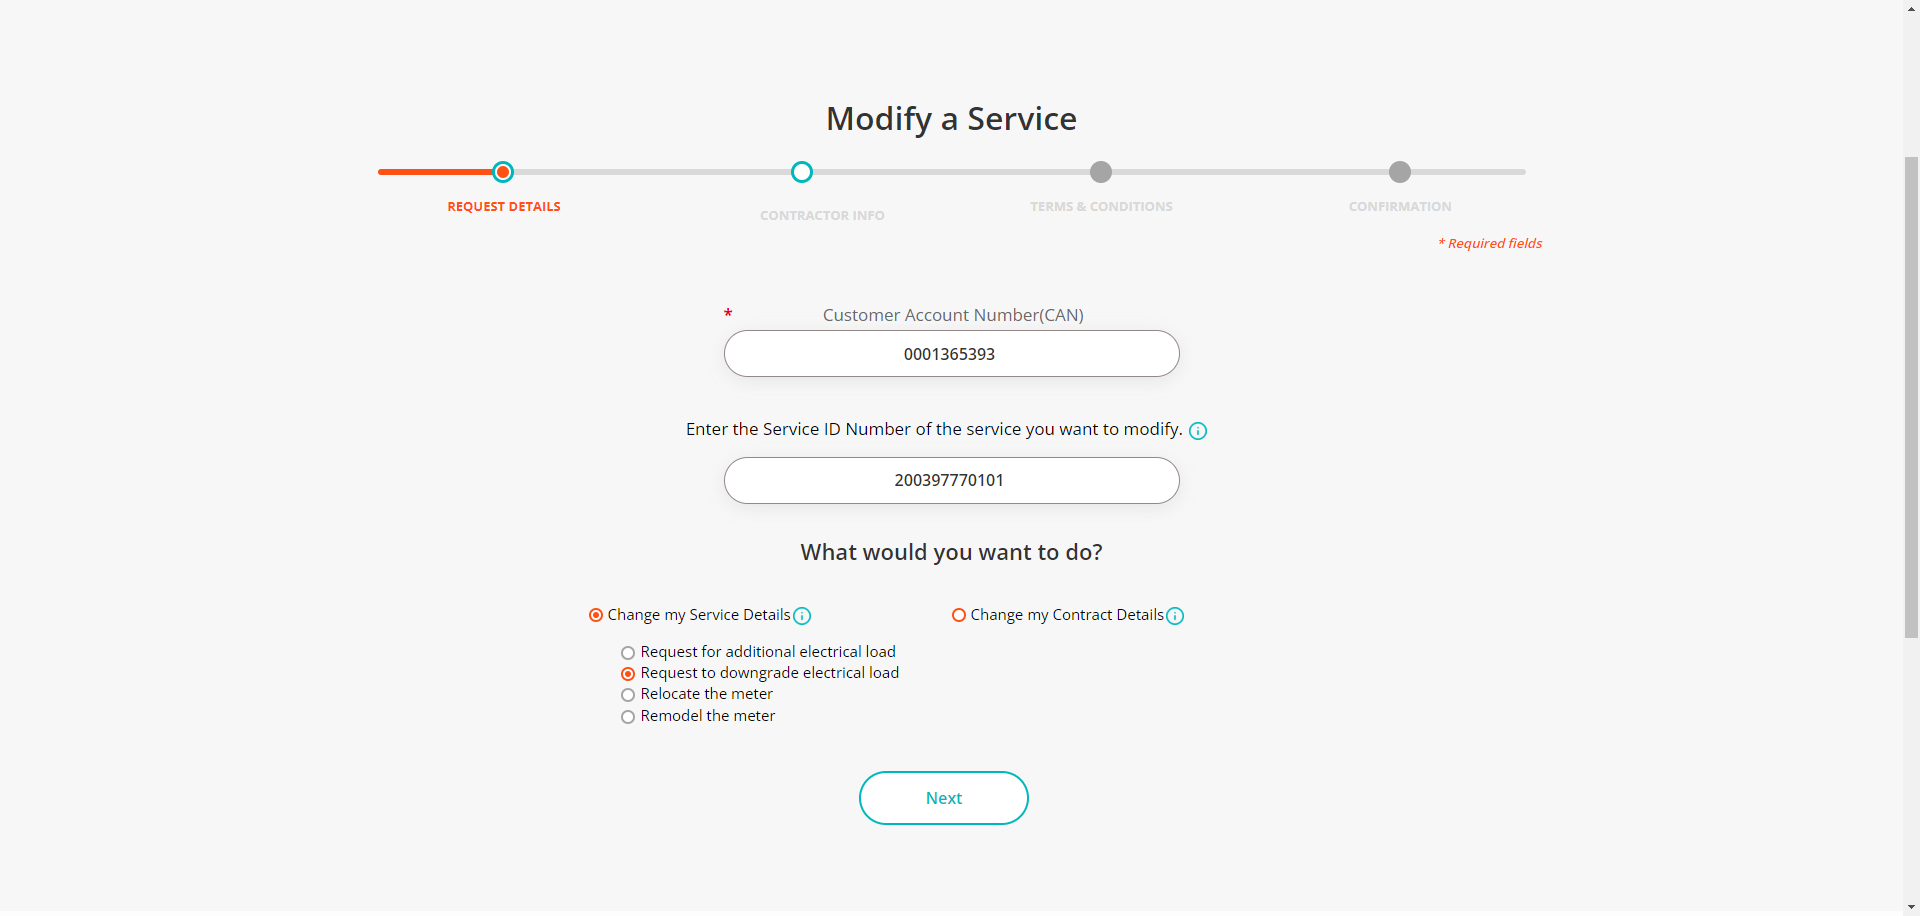 Modify a Service
REQUEST DETAILS
CONTRACTOR INFO
TERMS & CONDITIONS
CONFIRMATION
* Required fields
* Customer Account Number(CAN)
0001365393
Enter the Service ID Number of the service you want to modify.
200397770101
What would you want to do?
Change my Service Details
Change my Contract Details
Request for additional electrical load
Request to downgrade electrical load
Relocate the meter
Remodel the meter
Next